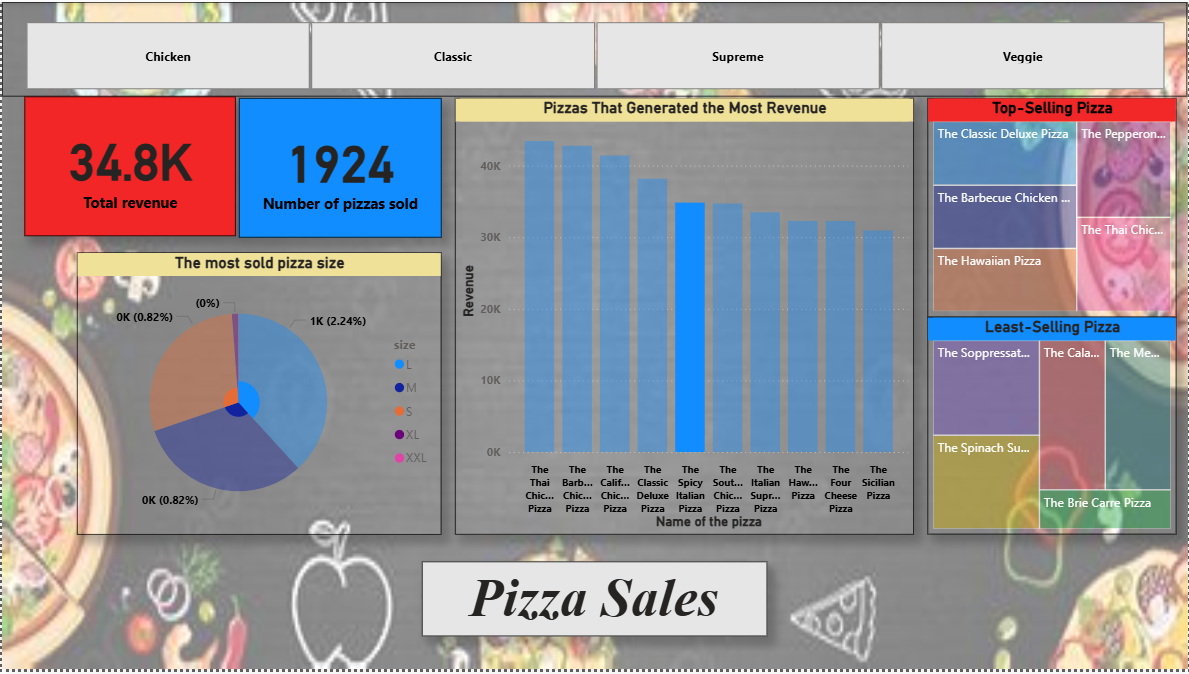 Chicken
Classic
Supreme
Veggie
34.8K
Total revenue
1924
Number of pizzas sold
The most sold pizza size
(0%)
0K (0.82%)
1K (2.24%)
0K (0.82%)
size
L
M
S
XL
XXL
Pizzas That Generated the Most Revenue
Revenue
40K
30K
20K
10K
0K
The
Thai
Chic...
Pizza
The
Barb...
Chic...
Pizza
The
Calif...
Chic...
Pizza
The
Classic
Deluxe
Pizza
The
Spicy
Italian
Pizza
The
Sout...
Chic...
Pizza
The
Italian
Supr...
Pizza
The
Haw...
Pizza
The
Four
Cheese
Pizza
The
Sicilian
Pizza
Name of the pizza
Top-Selling Pizza
The Classic Deluxe Pizza
The Pepperon...
The Barbecue Chicken ...
The Thai Chic...
The Hawaiian Pizza
Least-Selling Pizza
The Soppressat...
The Cala...
The Me...
The Spinach Su...
The Brie Carre Pizza
Pizza Sales